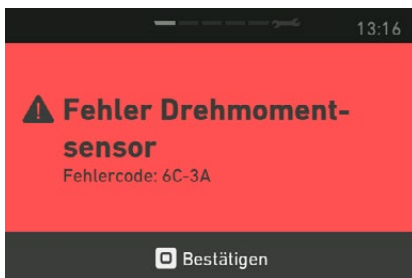 13:16
Fehler Drehmoment-
sensor
Fehlercode: 6C-3A
Bestätigen